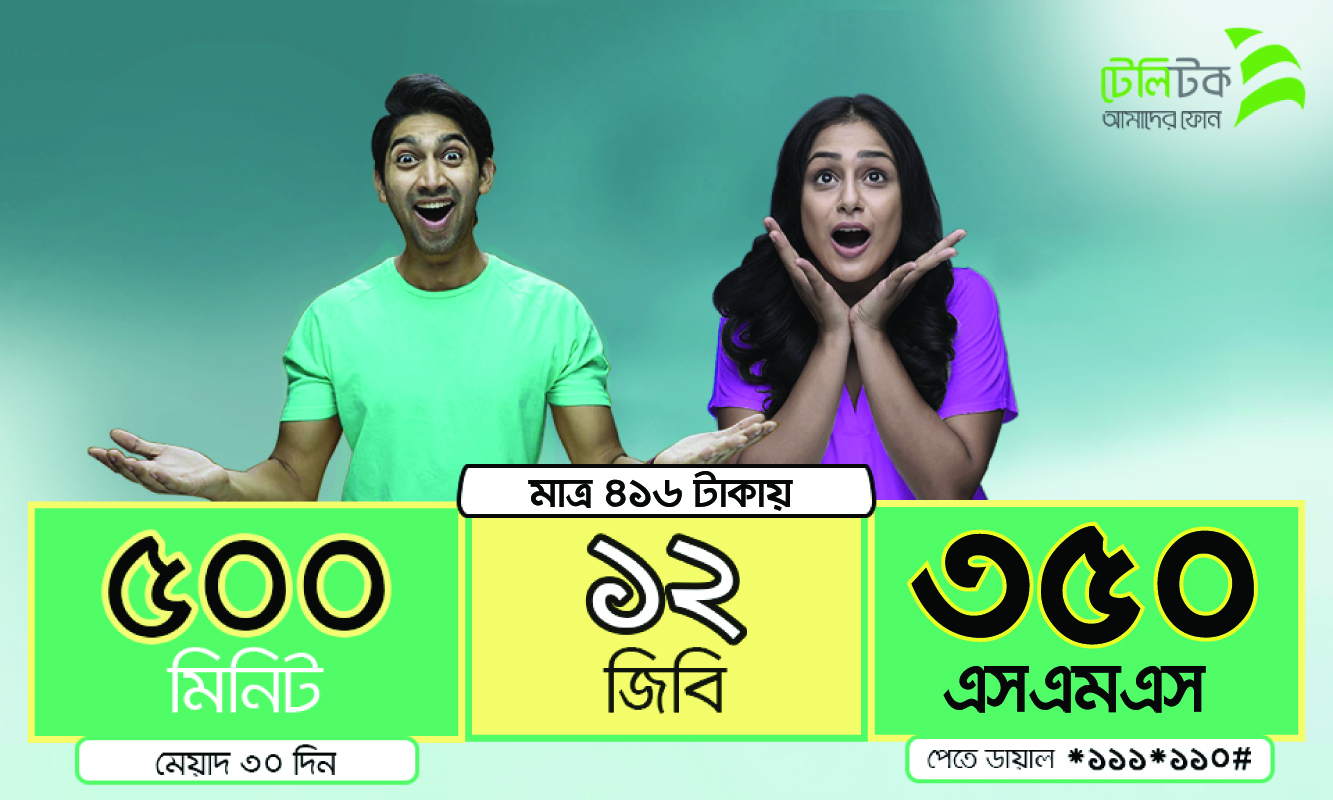 টেলিটক
আমাদের ফোন
মাত্র ৪১৬ টাকায়
৫০০
মিনিট
১২
জিবি
৩৫০
এসএমএস
মেয়াদ ৩০ দিন
পেতে ডায়াল *১১১*১১০#